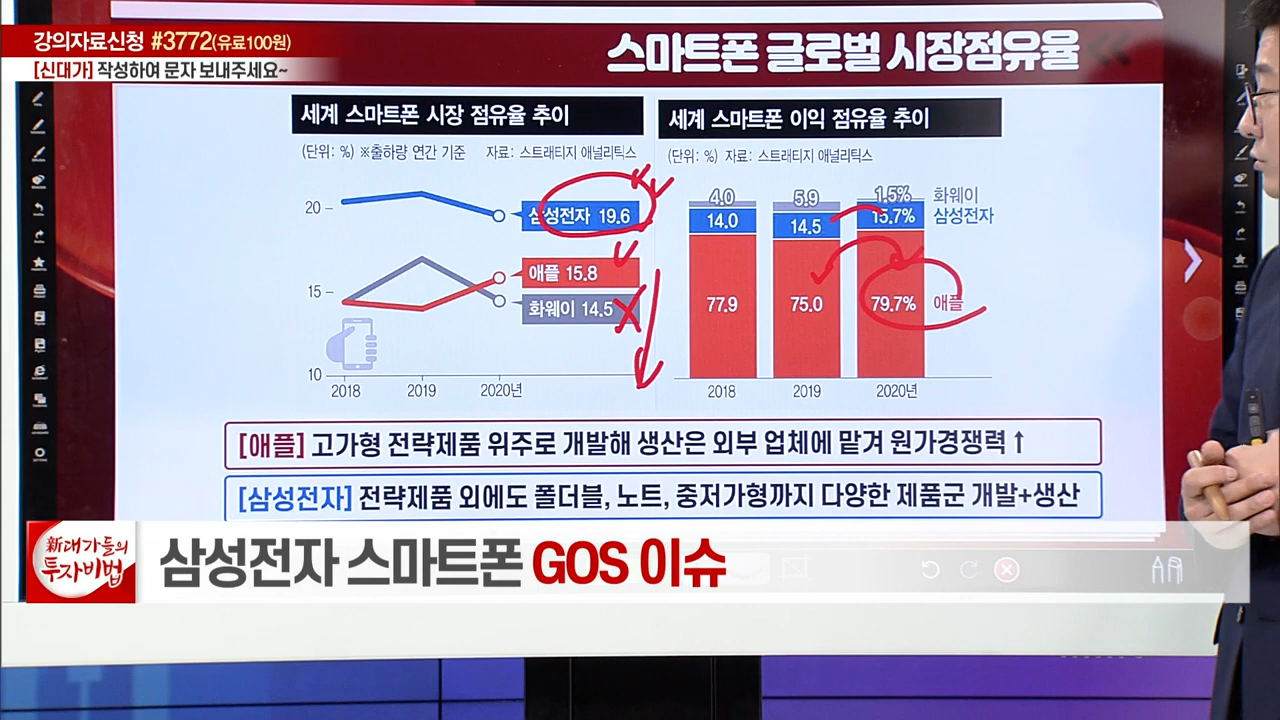 강의자료신청 #3772(유료100원)
[신대가] 작성하여 문자 보내주세요~
스마트폰 글로벌 시장점유율
세계 스마트폰 시장 점유율 추이
(단위: %) ※출하량 연간 기준 자료: 스트래티지 애널리틱스
20
삼성전자 19.6
애플 15.8
15
화웨이 14.5
10
2018 2019 2020년
세계 스마트폰 이익 점유율 추이
(단위: %) 자료: 스트래티지 애널리틱스
4.0 5.9 1.5% 화웨이
14.0 14.5 15.7% 삼성전자
77.9 75.0 79.7% 애플
2018 2019 2020년
[애플] 고가형 전략제품 위주로 개발해 생산은 외부 업체에 맡겨 원가경쟁력↑
[삼성전자] 전략제품 외에도 폴더블, 노트, 중저가형까지 다양한 제품군 개발+생산
新대가들의
투자비법
삼성전자 스마트폰 GOS 이슈